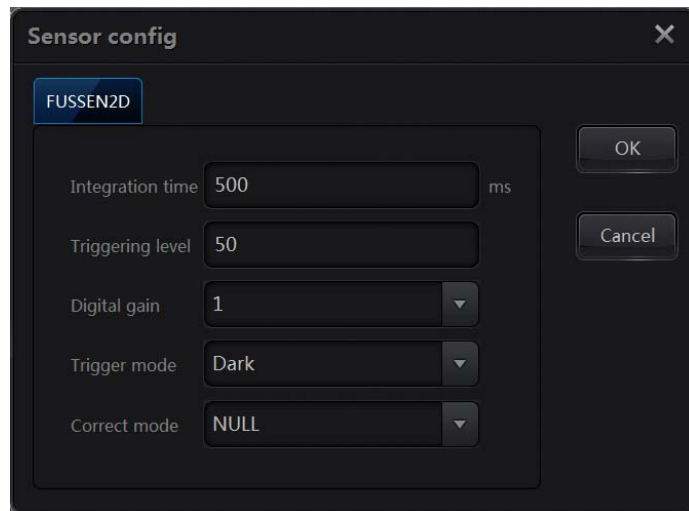 Sensor config
FUSSEN2D
OK
Integration time 500 ms
Cancel
Triggering level 50
Digital gain 1
Trigger mode Dark
Correct mode NULL